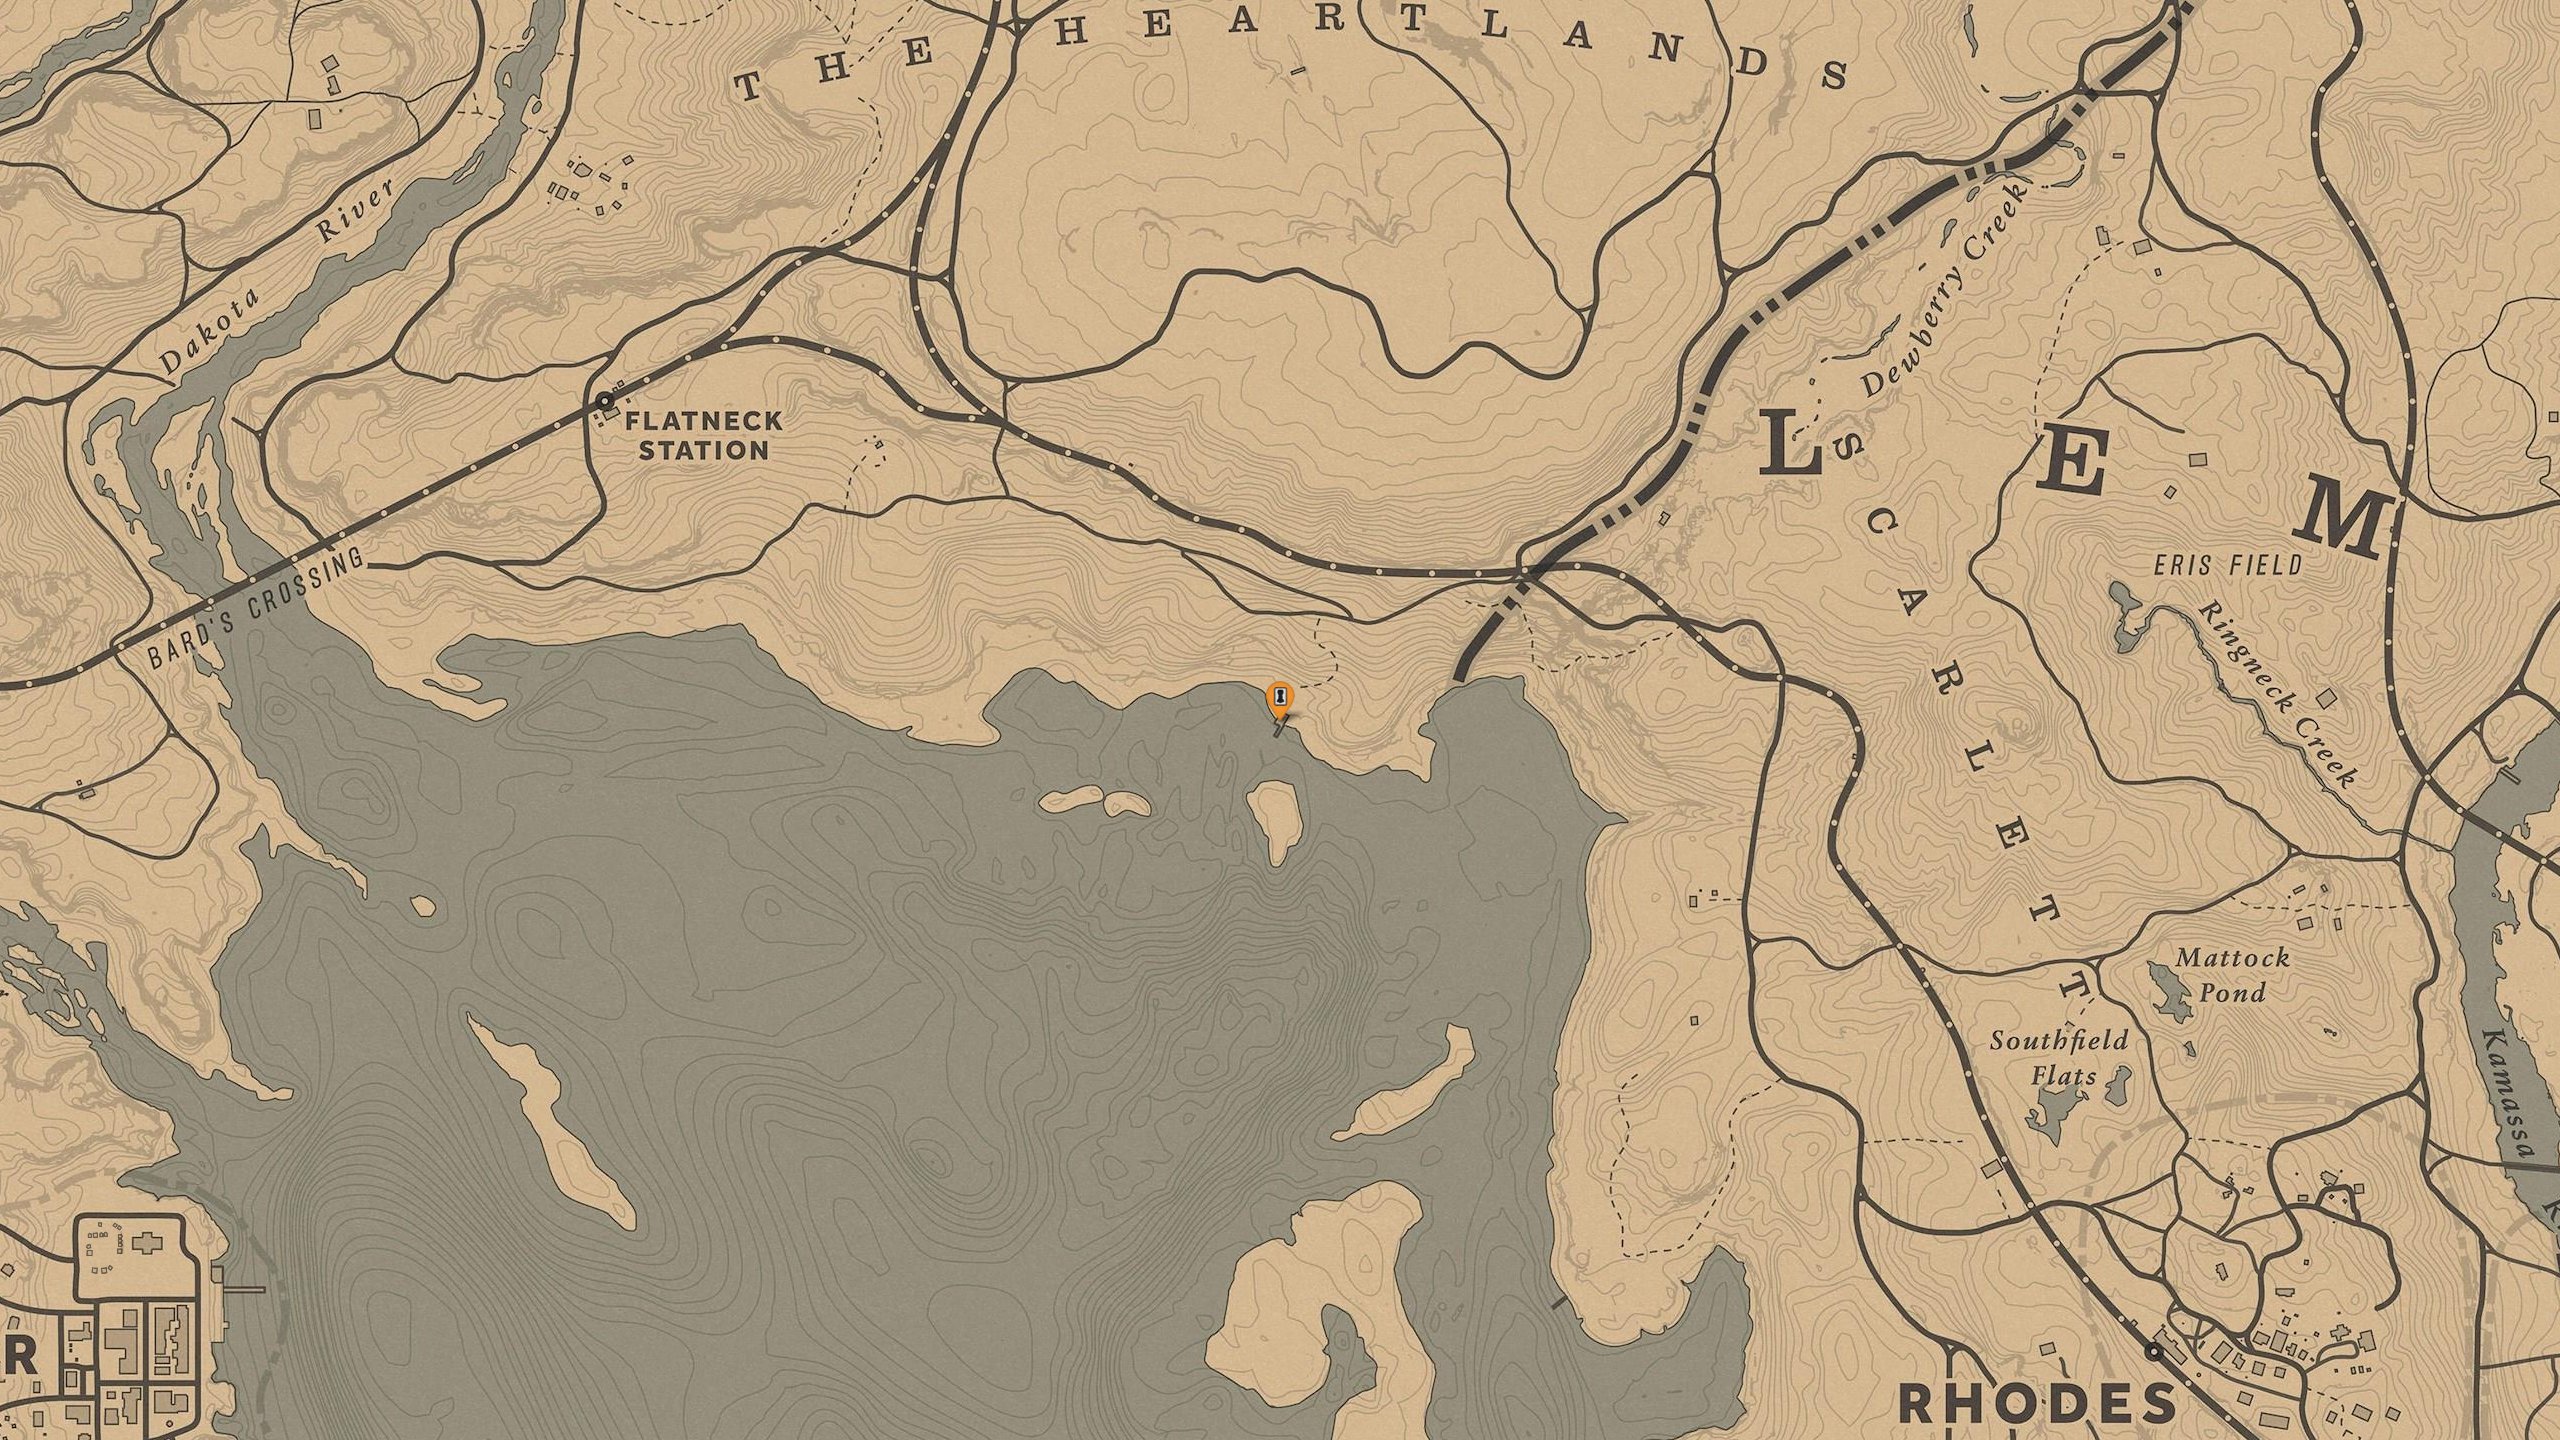 THE HEARTLANDS
Dakota River
FLATNECK
STATION
BARD'S CROSSING
Dewberry Creek
LEM
SCARLETT
ERIS FIELD
Ringneck Creek
Mattock
Pond
Southfield
Flats
Kamassa
R
RHODES